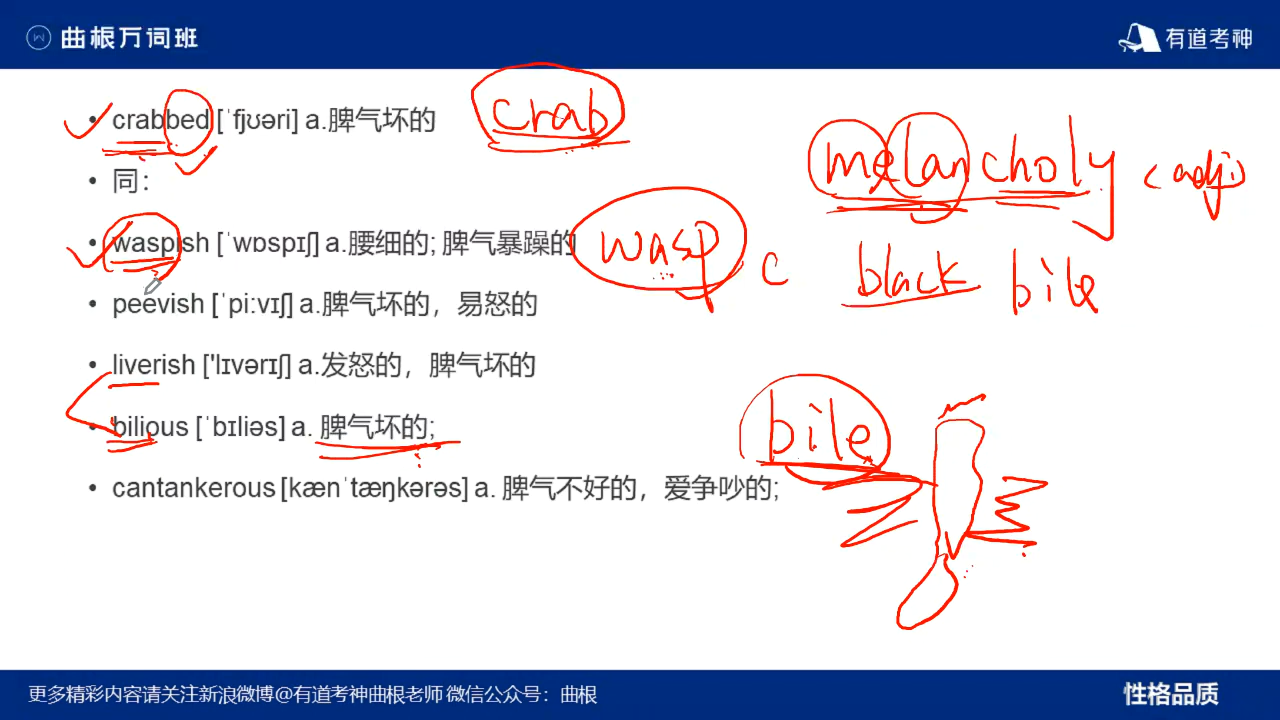 曲根万词班
有道考神
• crabbed [ˈfjʊəri] a.脾气坏的
crab
melancholy (adj)
• 同：
• waspish [ˈwɒspɪʃ] a.腰细的; 脾气暴躁的
wasp
c
black bile
• peevish [ˈpiːvɪʃ] a.脾气坏的，易怒的
• liverish ['lɪvərɪʃ] a.发怒的，脾气坏的
• bilious [ˈbɪliəs] a. 脾气坏的;
bile
• cantankerous [kænˈtæŋkərəs] a. 脾气不好的，爱争吵的;
更多精彩内容请关注新浪微博@有道考神曲根老师 微信公众号：曲根
性格品质